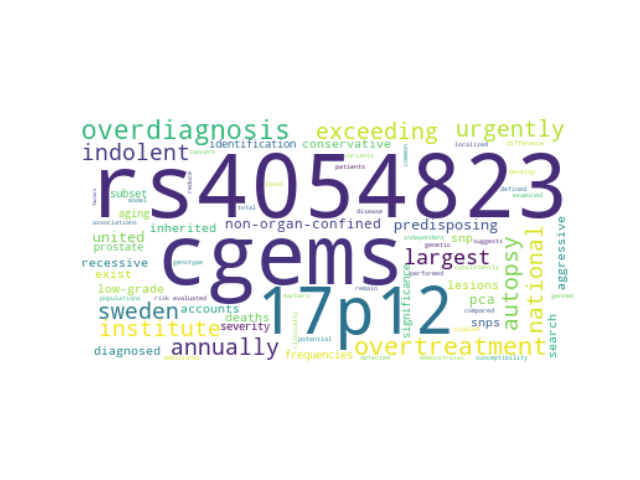 overdiagnosis exceeding urgently
indolent identification conservative common localized difference
cancers variants
rs4054823
level patients develop
factors subset reduce model defined examined
aging inherited total disease non-organ-confined predisposing
associations independent snp suggests
united cgems genetic largest autopsy national aggressive
prostate
recessive genotype performed consistently
exist pca lesions
low-grade risk evaluated markers remain genome
populations 17p12 significance
sweden accounts snps compared
deaths
institute severity clinically potential studied search
diagnosed annually frequencies overtreatment
additional detected demonstrates susceptibility